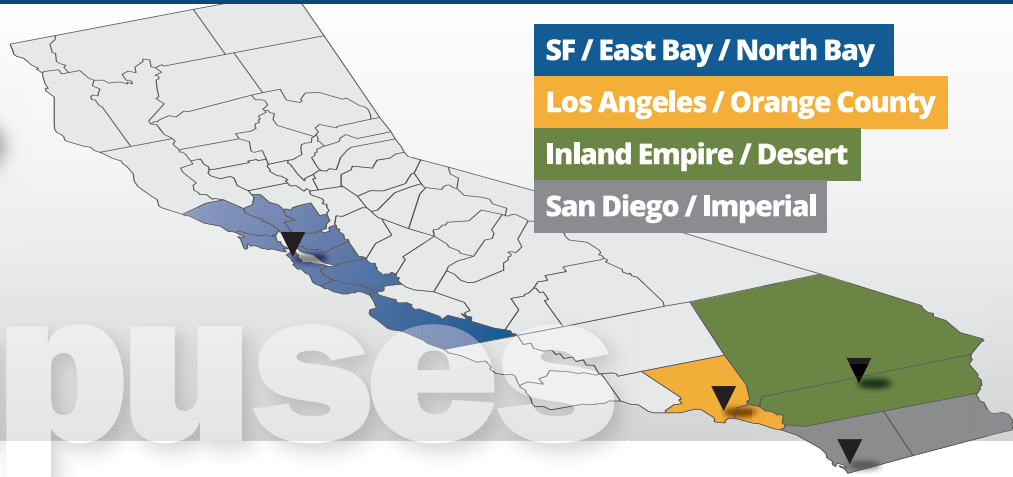 SF / East Bay / North Bay
Los Angeles / Orange County
Inland Empire / Desert
San Diego / Imperial
puses